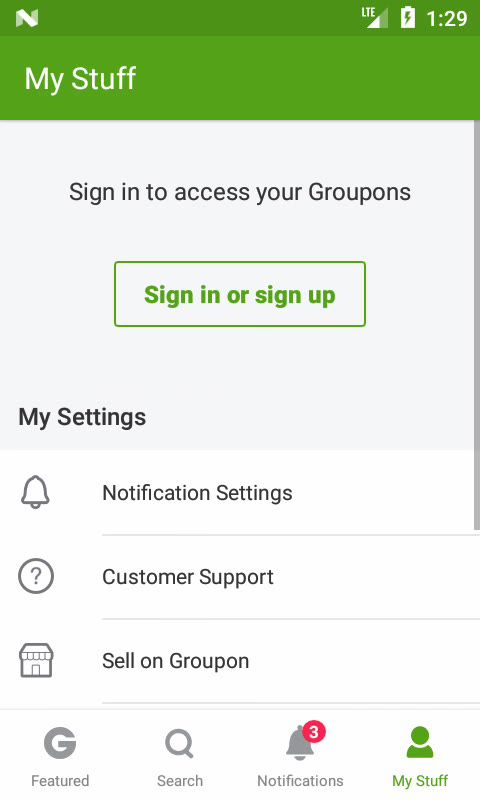 LTE 1:29
My Stuff
Sign in to access your Groupons
Sign in or sign up
My Settings
Notification Settings
? Customer Support
Sell on Groupon
G
3
Featured Search Notifications My Stuff